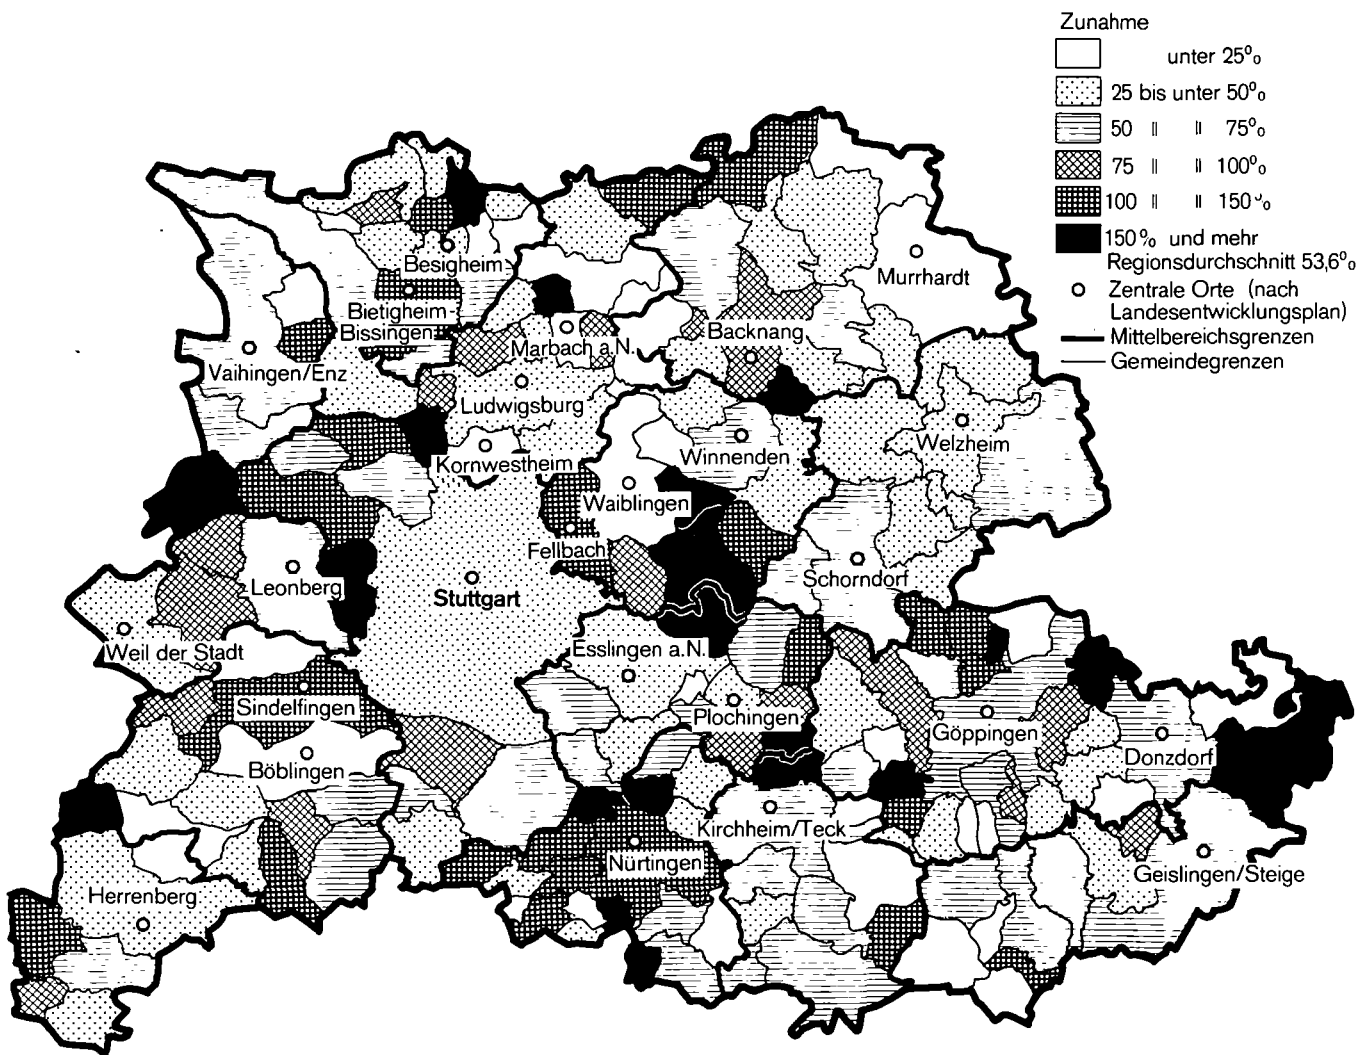 Zunahme
unter 25%
25 bis unter 50%
50 " " 75%
75 " " 100%
100 " " 150%
150% und mehr
Regionsdurchschnitt 53,6%
Zentrale Orte (nach
Landesentwicklungsplan)
Mittelbereichsgrenzen
Gemeindegrenzen
Murrhardt
Besigheim
Bietigheim-
Bissingen
Backnang
Marbach a.N.
Vaihingen/Enz
Ludwigsburg
Welzheim
Kornwestheim
Winnenden
Waiblingen
Fellbach
Leonberg
Schorndorf
Stuttgart
Weil der Stadt
Esslingen a.N.
Sindelfingen
Plochingen
Göppingen
Donzdorf
Böblingen
Kirchheim/Teck
Nürtingen
Geislingen/Steige
Herrenberg